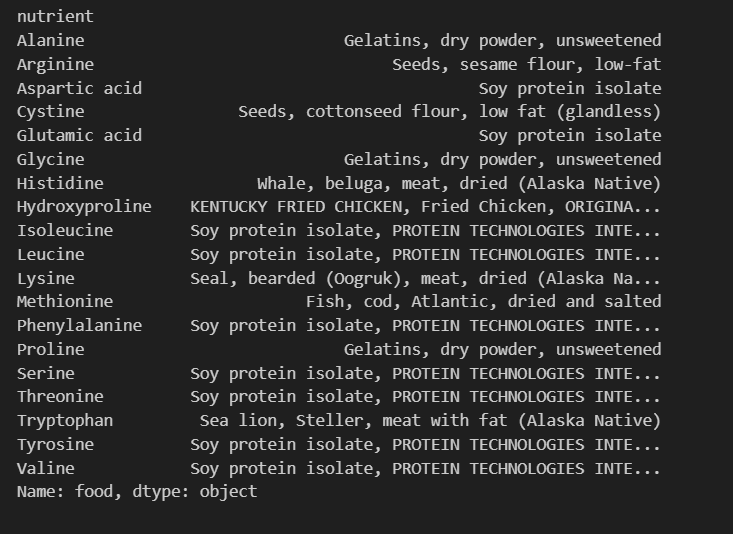 nutrient
Alanine Gelatins, dry powder, unsweetened
Arginine Seeds, sesame flour, low-fat
Aspartic acid Soy protein isolate
Cystine Seeds, cottonseed flour, low fat (glandless)
Glutamic acid Soy protein isolate
Glycine Gelatins, dry powder, unsweetened
Histidine Whale, beluga, meat, dried (Alaska Native)
Hydroxyproline KENTUCKY FRIED CHICKEN, Fried Chicken, ORIGINA...
Isoleucine Soy protein isolate, PROTEIN TECHNOLOGIES INTE...
Leucine Soy protein isolate, PROTEIN TECHNOLOGIES INTE...
Lysine Seal, bearded (Oogruk), meat, dried (Alaska Na...
Methionine Fish, cod, Atlantic, dried and salted
Phenylalanine Soy protein isolate, PROTEIN TECHNOLOGIES INTE...
Proline Gelatins, dry powder, unsweetened
Serine Soy protein isolate, PROTEIN TECHNOLOGIES INTE...
Threonine Soy protein isolate, PROTEIN TECHNOLOGIES INTE...
Tryptophan Sea lion, Steller, meat with fat (Alaska Native)
Tyrosine Soy protein isolate, PROTEIN TECHNOLOGIES INTE...
Valine Soy protein isolate, PROTEIN TECHNOLOGIES INTE...
Name: food, dtype: object